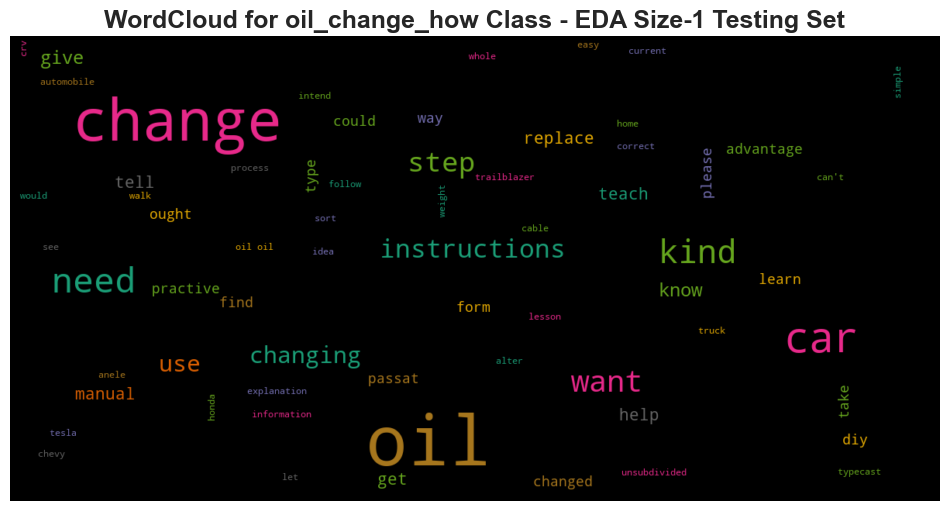 WordCloud for oil_change_how Class - EDA Size-1 Testing Set
crv
give
automobile
change
intend
could
way
whole
easy
current
simple
home
replace
correct
please
advantage
step
type
process
tell
follow
trailblazer
teach
can't
would
walk
ought
weight
sort
cable
see
oil oil
idea
instructions
kind
need
practive
find
know
learn
form
lesson
truck
car
changing
use
alter
anele
passat
want
manual
honda
explanation
information
help
take
tesla
oil
diy
chevy
let
get
changed
unsubdivided
typecast